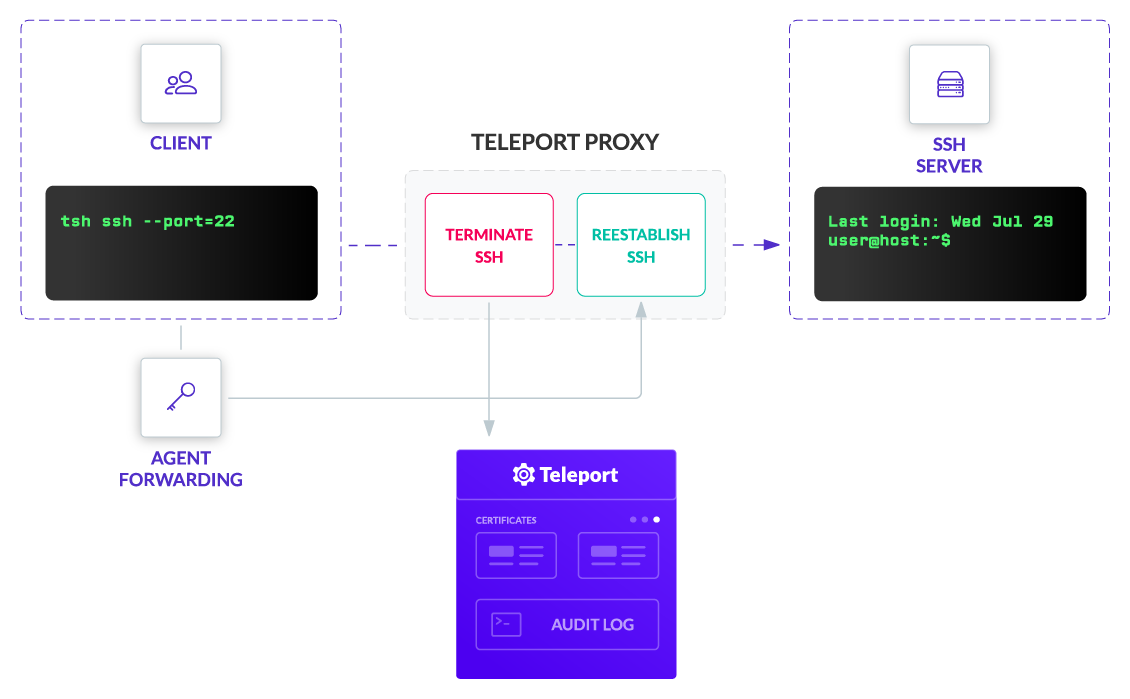 CLIENT
tsh ssh --port=22
TELEPORT PROXY
TERMINATE
SSH
REESTABLISH
SSH
SSH
SERVER
Last login: Wed Jul 29
user@host:~$
AGENT
FORWARDING
Teleport
CERTIFICATES
>-
AUDIT LOG